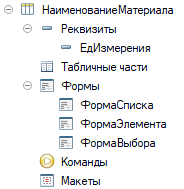 НаименованиеМатериала
Реквизиты
ЕдИзмерения
Табличные части
Формы
ФормаСписка
ФормаЭлемента
ФормаВыбора
Команды
Макеты